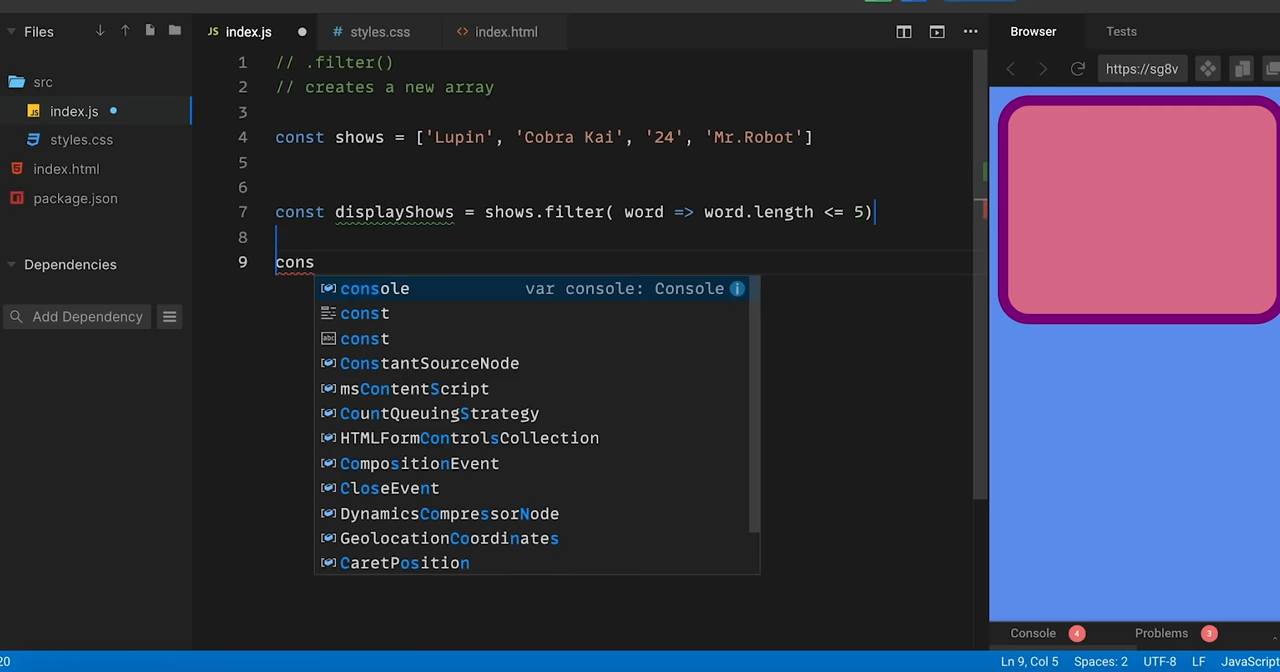 Files
index.js
styles.css
index.html
Browser
Tests
src
index.js
styles.css
index.html
package.json
Dependencies
Add Dependency
https://sg8v
1 // .filter()
2 // creates a new array
3
4 const shows = ['Lupin', 'Cobra Kai', '24', 'Mr.Robot']
5
6
7 const displayShows = shows.filter( word => word.length <= 5)
8
9 cons
console var console: Console
const
abc const
ConstantSourceNode
msContentScript
CountQueuingStrategy
HTMLFormControlsCollection
CompositionEvent
CloseEvent
DynamicsCompressorNode
GeolocationCoordinates
CaretPosition
Console 4 Problems 3
20 Ln 9, Col 5 Spaces: 2 UTF-8 LF JavaScript